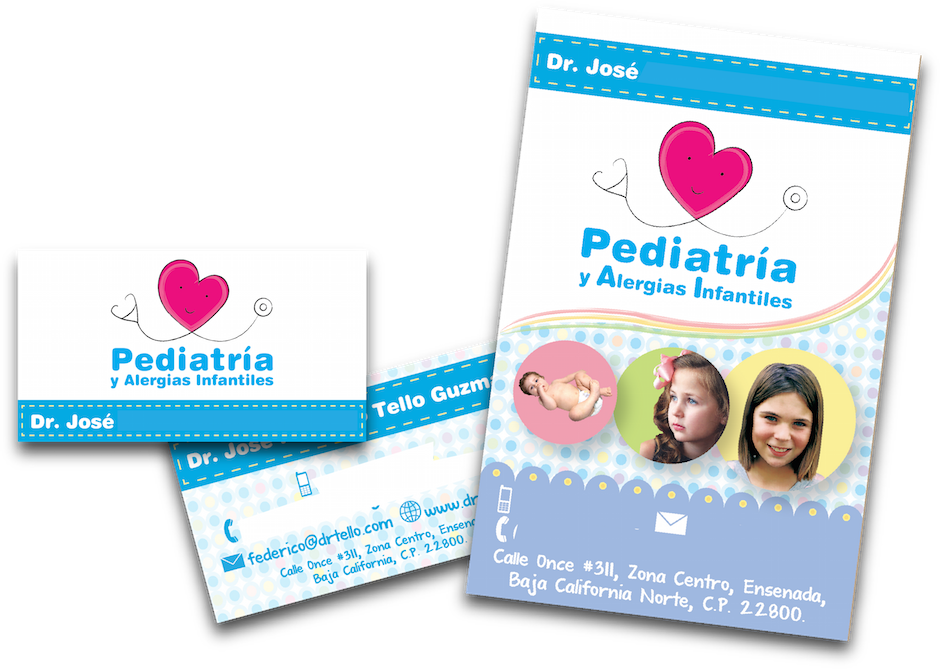 Dr. José
Pediatría
y Alergias Infantiles
Dr. José
Pediatría
y Alergias Infantiles
Dr. José
Tello Guzm
www.dr
federico@drtello.com
Calle Once #311, Zona Centro, Ensena
Baja California, C.P. 22800.
Calle Once #311, Zona Centro, Ensenada,
Baja California Norte, C.P. 22800.